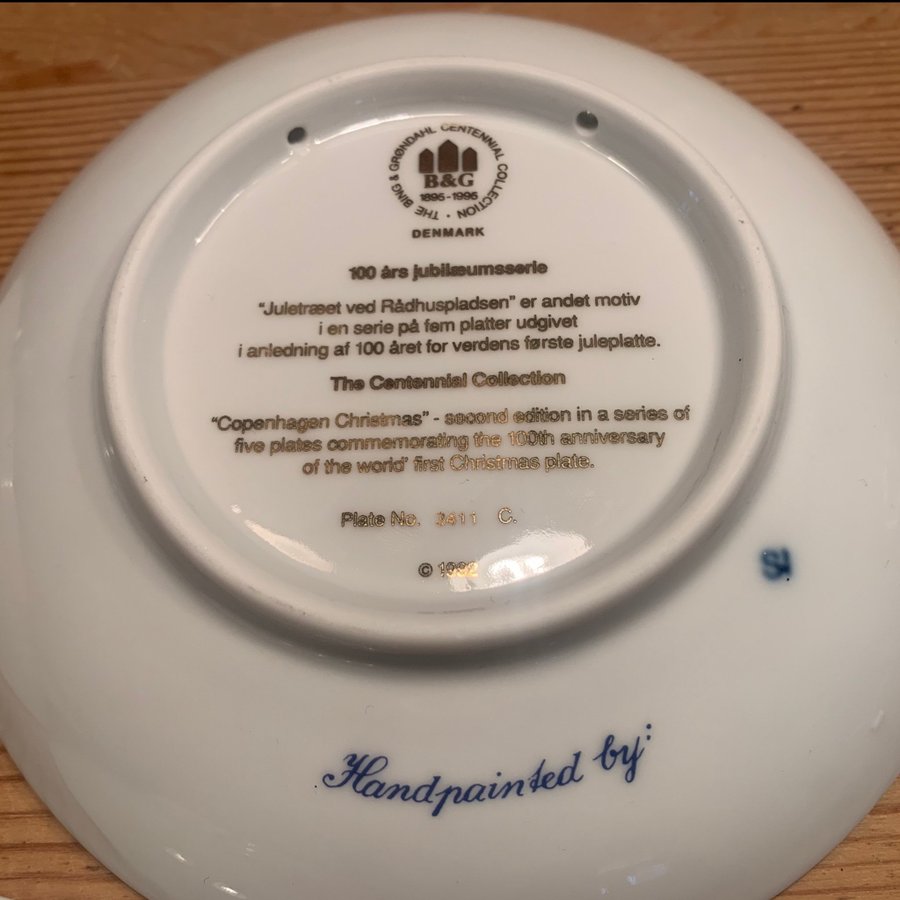 THE BING & GRØNDAHL CENTENNIAL COLLECTION
B&G
1895-1995
DENMARK
100 års jubilæumsserie
"Juletræet ved Rådhuspladsen" er andet motiv
i en serie på fem platter udgivet
i anledning af 100 året for verdens første juleplatte.
The Centennial Collection
"Copenhagen Christmas" - second edition in a series of
five plates commemorating the 100th anniversary
of the world' first Christmas plate.
Plate No. 3411 C.
© 1992
Handpainted by: